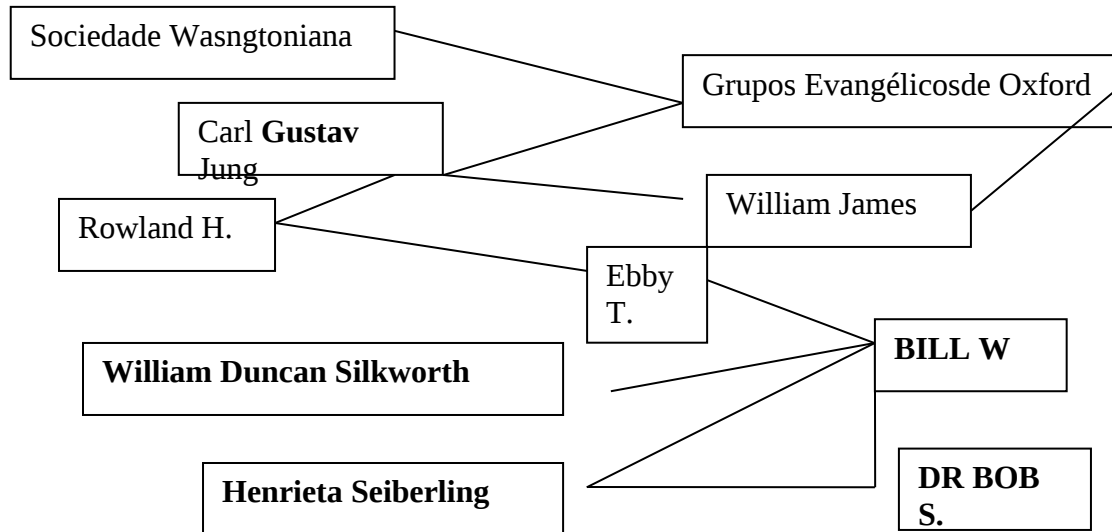 Sociedade Wasngtoniana
Grupos Evangélicosde Oxford
Carl Gustav
Jung
William James
Rowland H.
Ebby
T.
BILL W
William Duncan Silkworth
Henrieta Seiberling
DR BOB
S.